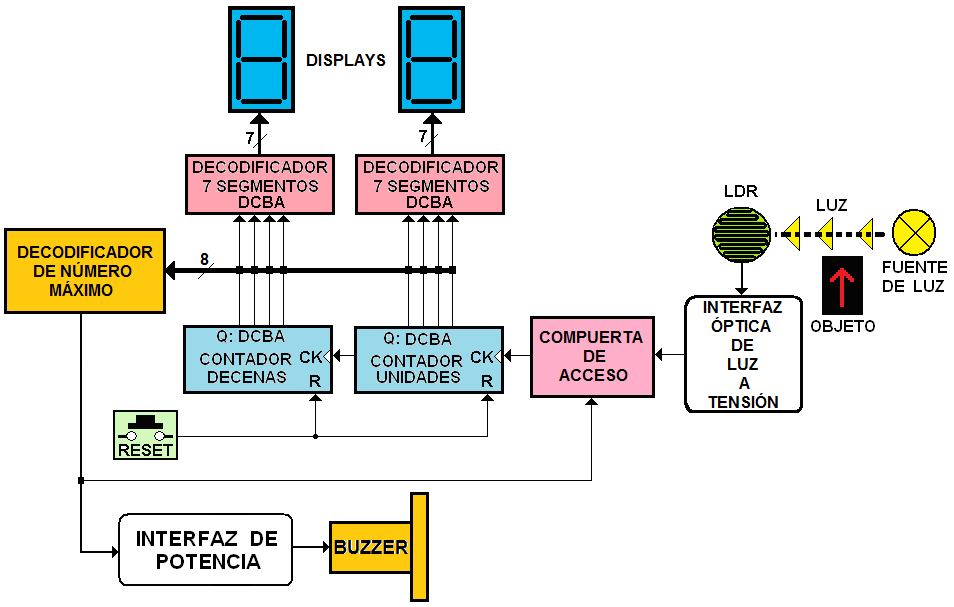 DISPLAYS
7
7
DECODIFICADOR
7 SEGMENTOS
DCBA
DECODIFICADOR
7 SEGMENTOS
DCBA
LDR
LUZ
FUENTE
DE LUZ
OBJETO
DECODIFICADOR
DE NÚMERO
MÁXIMO
8
Q: DCBA
CONTADOR
DECENAS
CK
R
Q: DCBA
CONTADOR
UNIDADES
CK
R
COMPUERTA
DE
ACCESO
INTERFAZ
ÓPTICA
DE
LUZ
A
TENSIÓN
RESET
INTERFAZ DE
POTENCIA
BUZZER